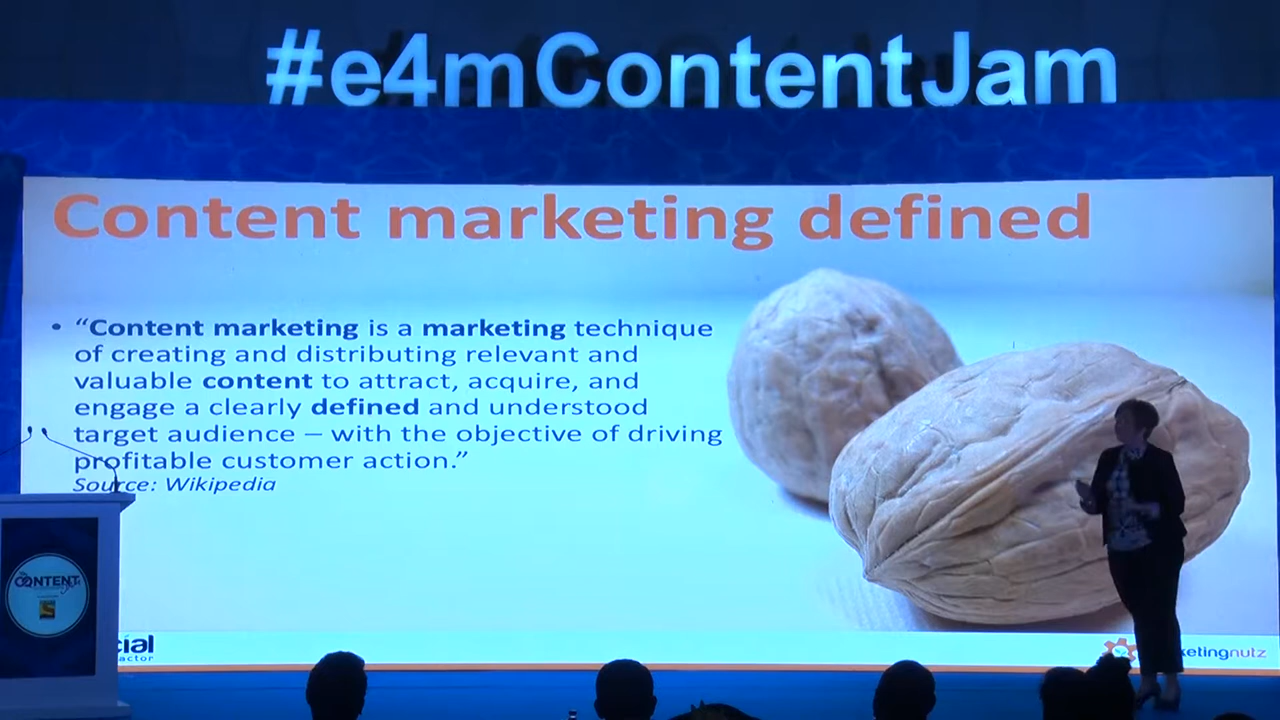 #e4mContentJam
Content marketing defined
• “Content marketing is a marketing technique
of creating and distributing relevant and
valuable content to attract, acquire, and
engage a clearly defined and understood
target audience – with the objective of driving
profitable customer action.”
Source: Wikipedia
CONTENT
cial
actor
ketingnutz